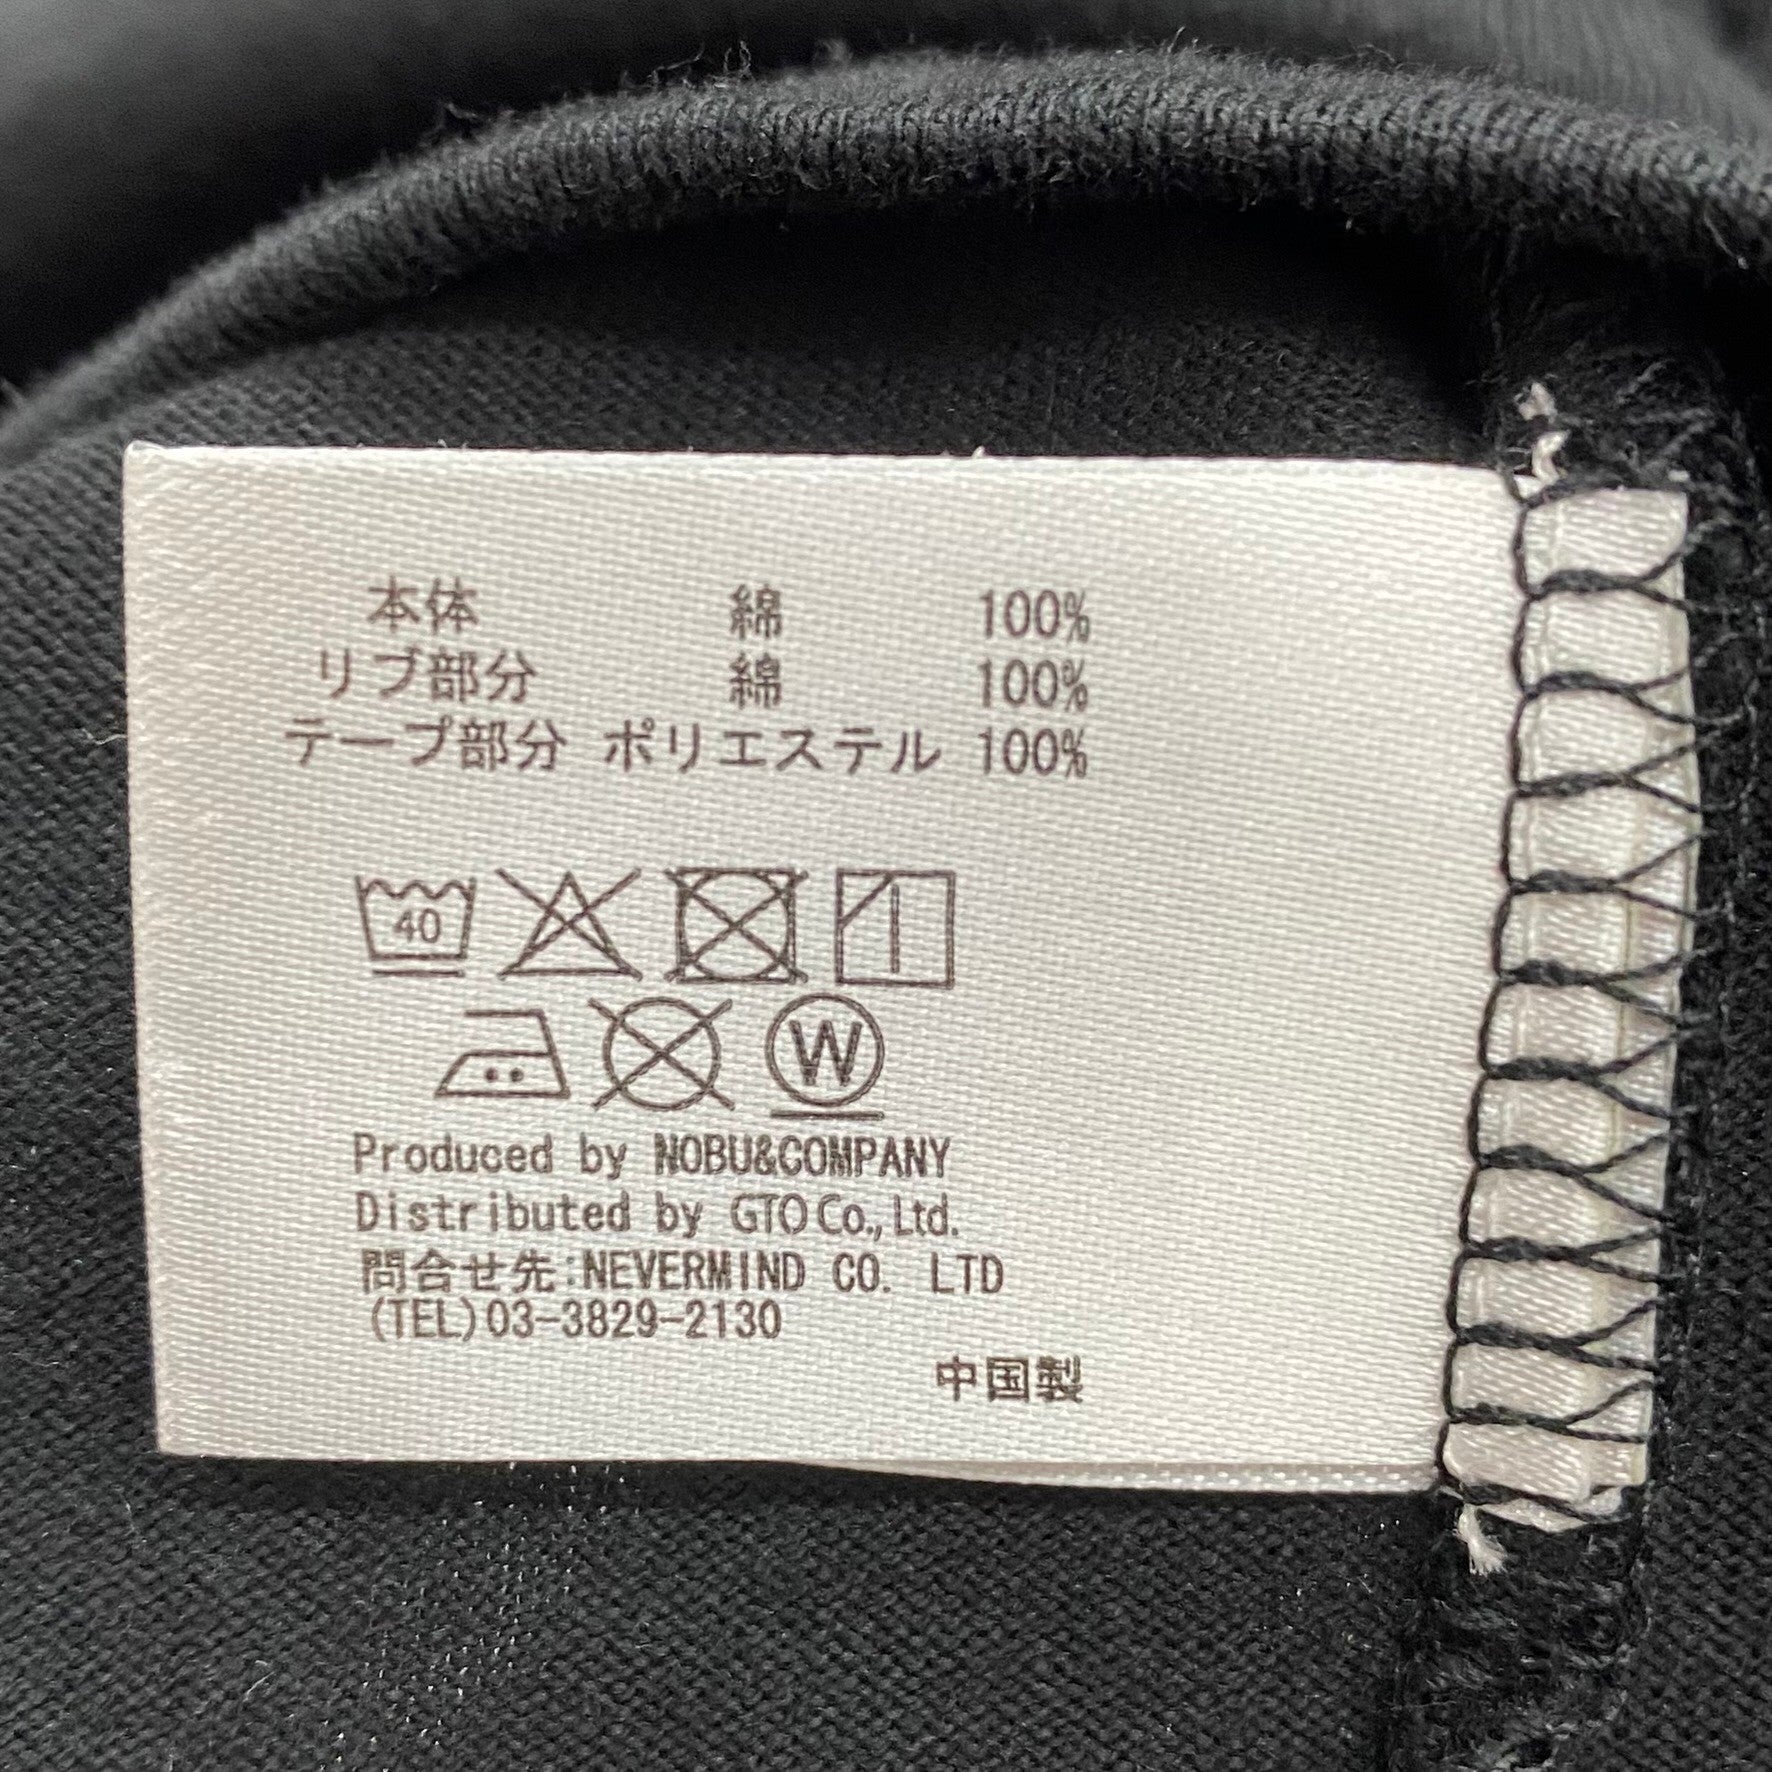 本体 綿 100%
リブ部分 綿 100%
テープ部分 ポリエステル 100%
40
W
Produced by NOBU&COMPANY
Distributed by GTO Co.,Ltd.
問合せ先:NEVERMIND CO. LTD
(TEL)03-3829-2130
中国製